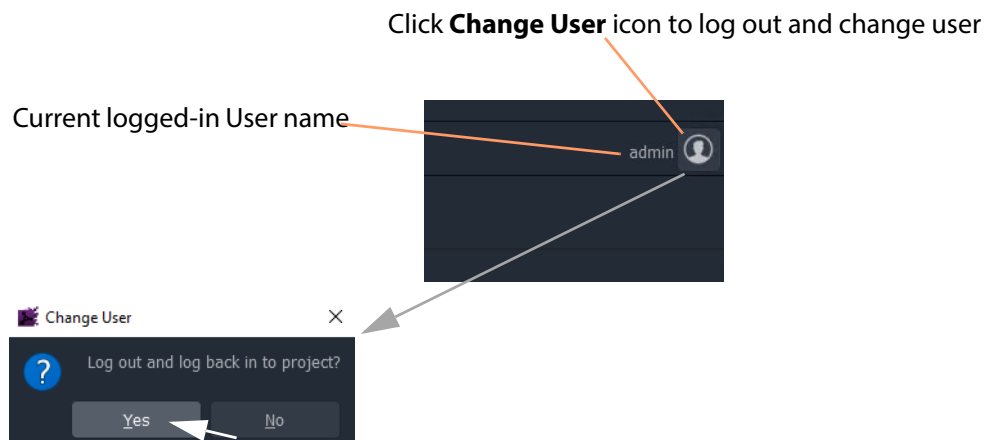 Click Change User icon to log out and change user
Current logged-in User name
admin
Change User
Log out and log back in to project?
Yes No